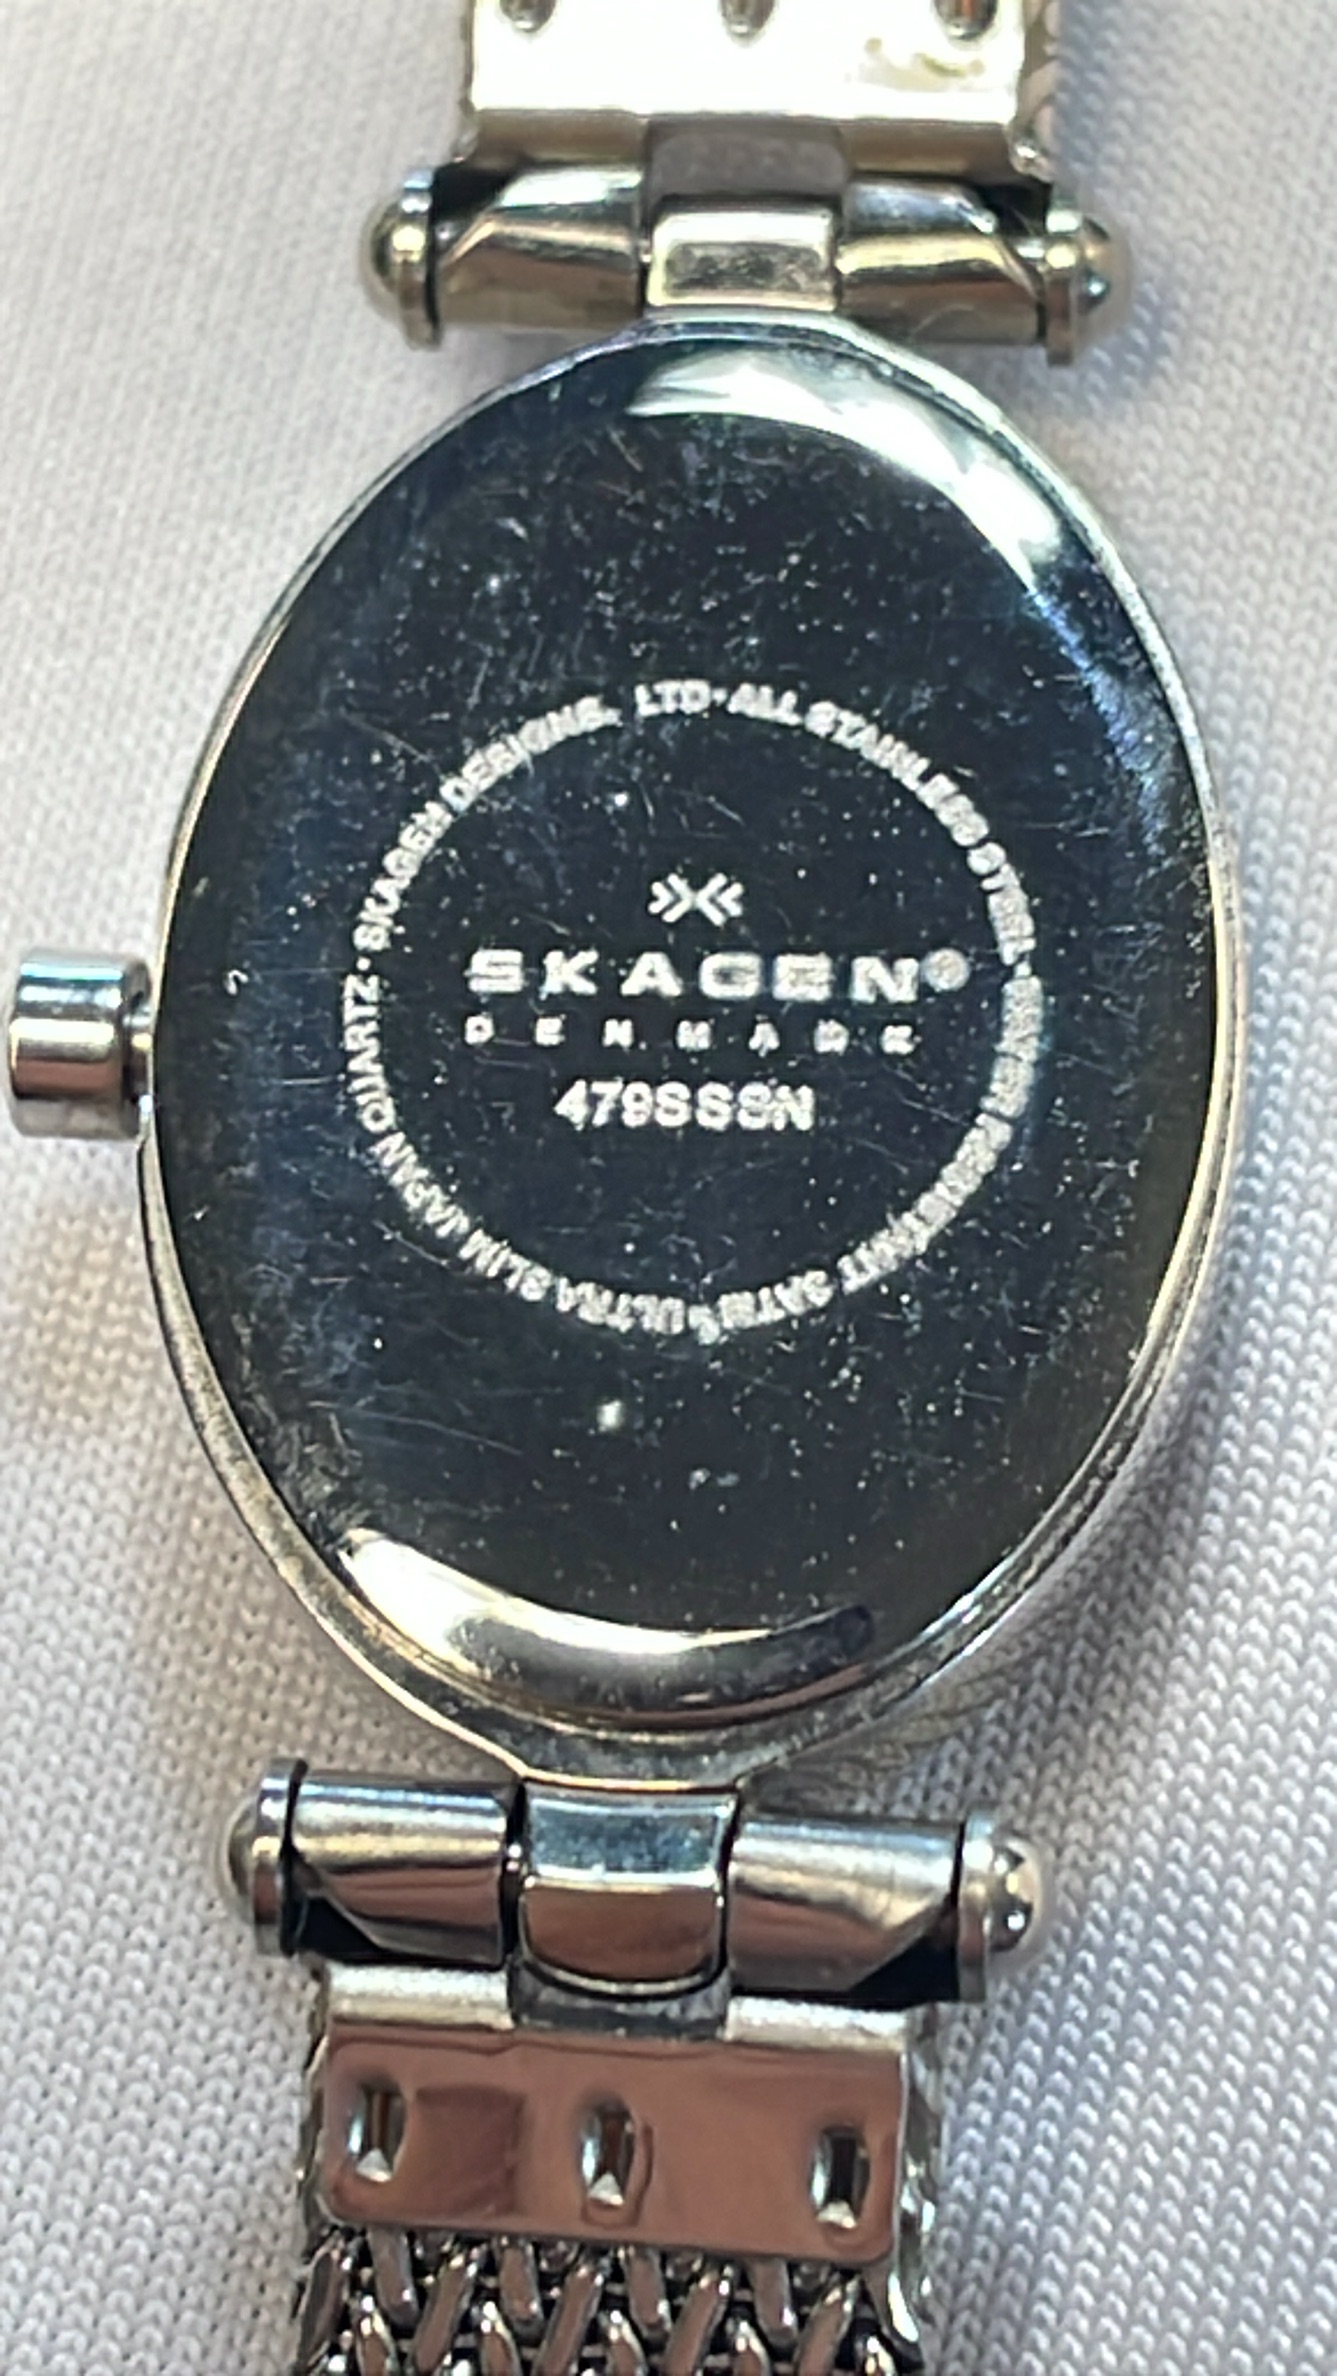 SKAGEN DESIGNS, LTD • ALL STAINLESS STEEL • WATER RESISTANT 3ATM • ULTRA SLIM JAPAN QUARTZ •
SKAGEN®
DENMARK
479SSSN